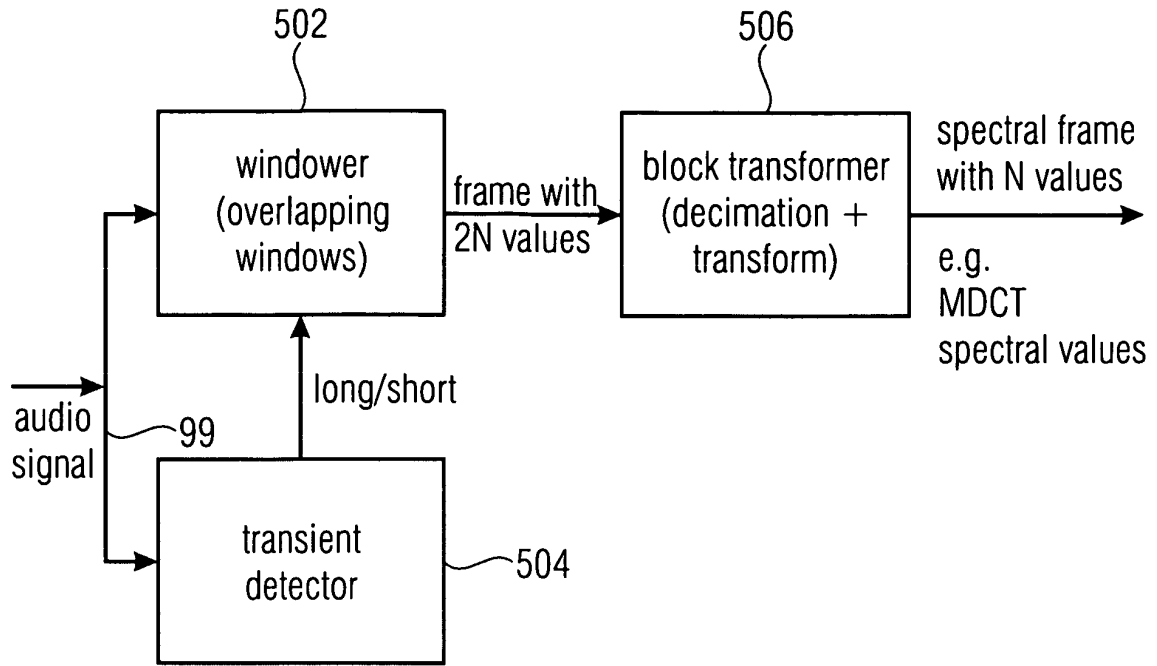 502
506
windower
(overlapping
windows)
frame with
2N values
block transformer
(decimation +
transform)
spectral frame
with N values
e.g.
MDCT
spectral values
long/short
audio
signal
99
transient
detector
504